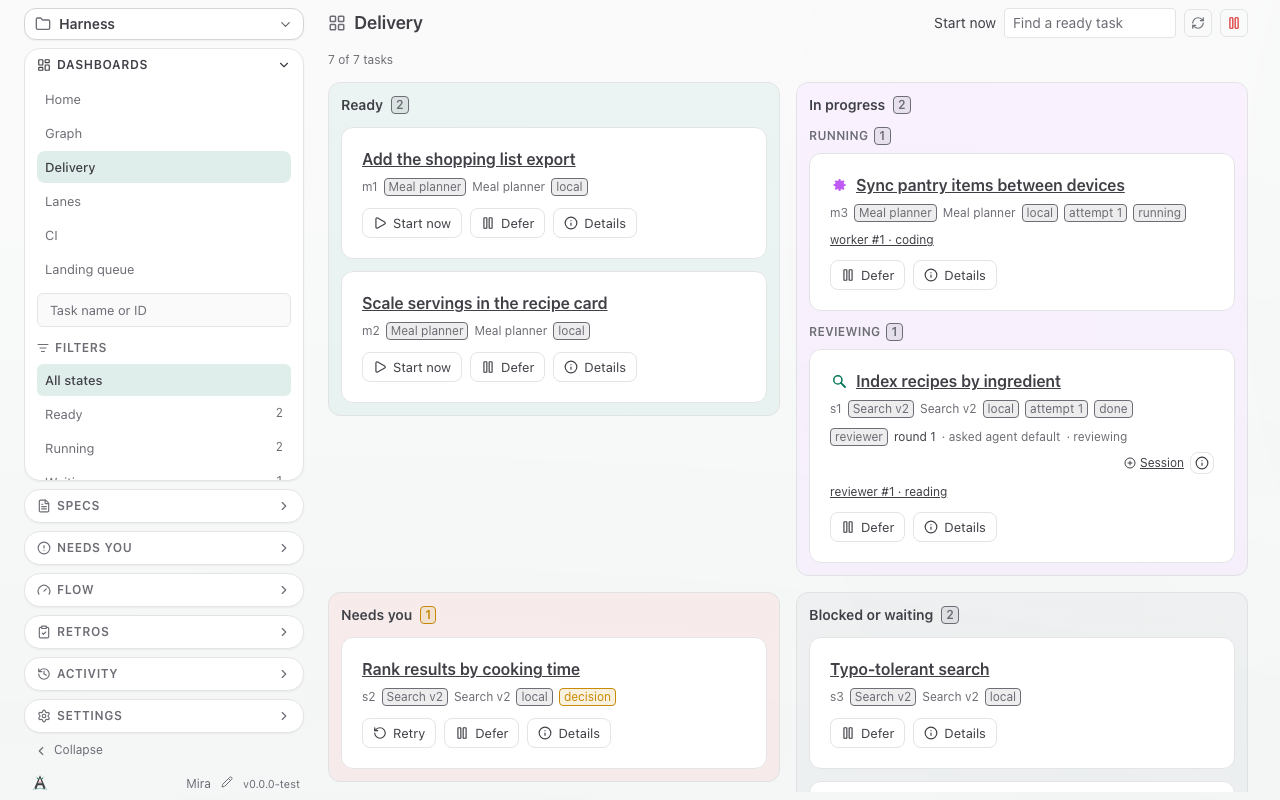 Harness
DASHBOARDS
Home
Graph
Delivery
Lanes
CI
Landing queue
Task name or ID
FILTERS
All states
Ready 2
Running 2
SPECS
NEEDS YOU
FLOW
RETROS
ACTIVITY
SETTINGS
Collapse
Mira v0.0.0-test
Delivery
Start now Find a ready task
7 of 7 tasks
Ready 2
Add the shopping list export
m1 Meal planner Meal planner local
Start now Defer Details
Scale servings in the recipe card
m2 Meal planner Meal planner local
Start now Defer Details
In progress 2
RUNNING 1
Sync pantry items between devices
m3 Meal planner Meal planner local attempt 1 running
worker #1 · coding
Defer Details
REVIEWING 1
Index recipes by ingredient
s1 Search v2 Search v2 local attempt 1 done
reviewer round 1 · asked agent default · reviewing
Session
reviewer #1 · reading
Defer Details
Needs you 1
Rank results by cooking time
s2 Search v2 Search v2 local decision
Retry Defer Details
Blocked or waiting 2
Typo-tolerant search
s3 Search v2 Search v2 local
Defer Details